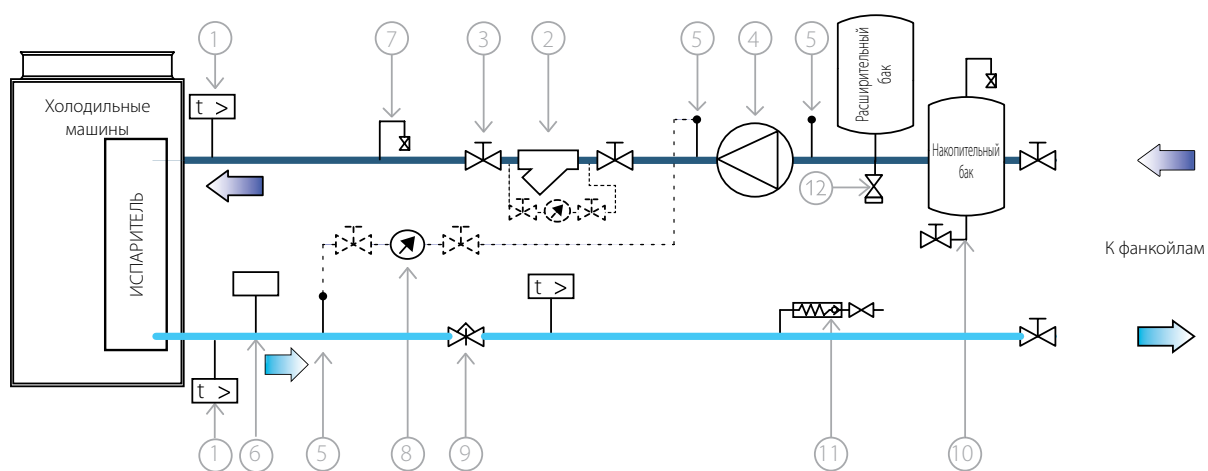 1
7
3
2
5
4
5
Расширительный
бак
Холодильные
машины
t >
Накопительный
бак
12
ИСПАРИТЕЛЬ
К фанкойлам
t >
t >
1
6
5
8
9
11
10